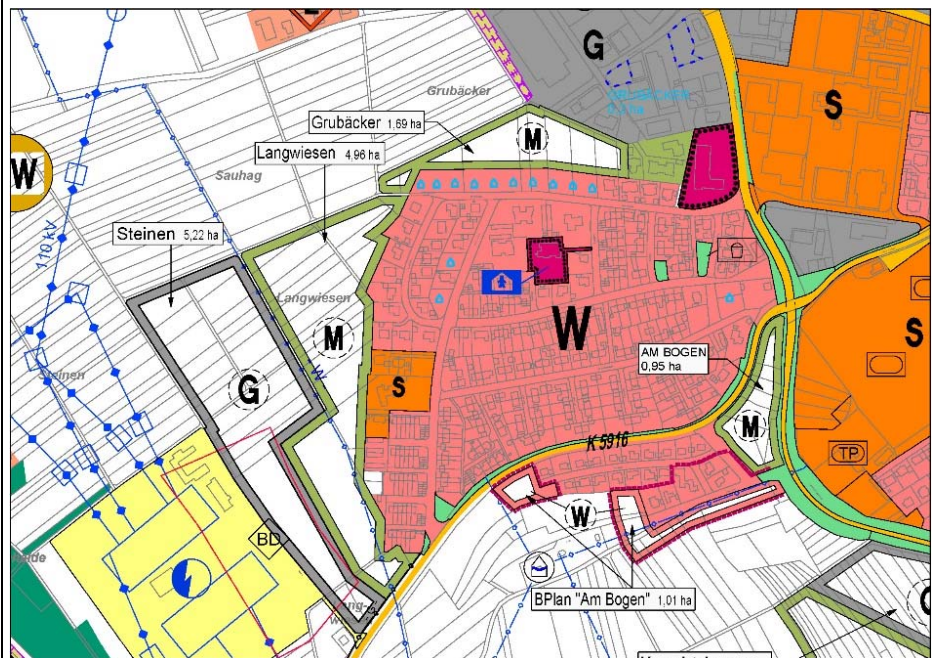 G
Grubäcker
S
Grubäcker 1,69 ha
M
Langwiesen 4,96 ha
W
Sauhag
110 kV
Steinen 5,22 ha
Langwiesen
W
S
M
AM BOGEN
0,95 ha
Steinen
W
G
S
M
K 5916
TP
BD
W
BPlan "Am Bogen" 1,01 ha